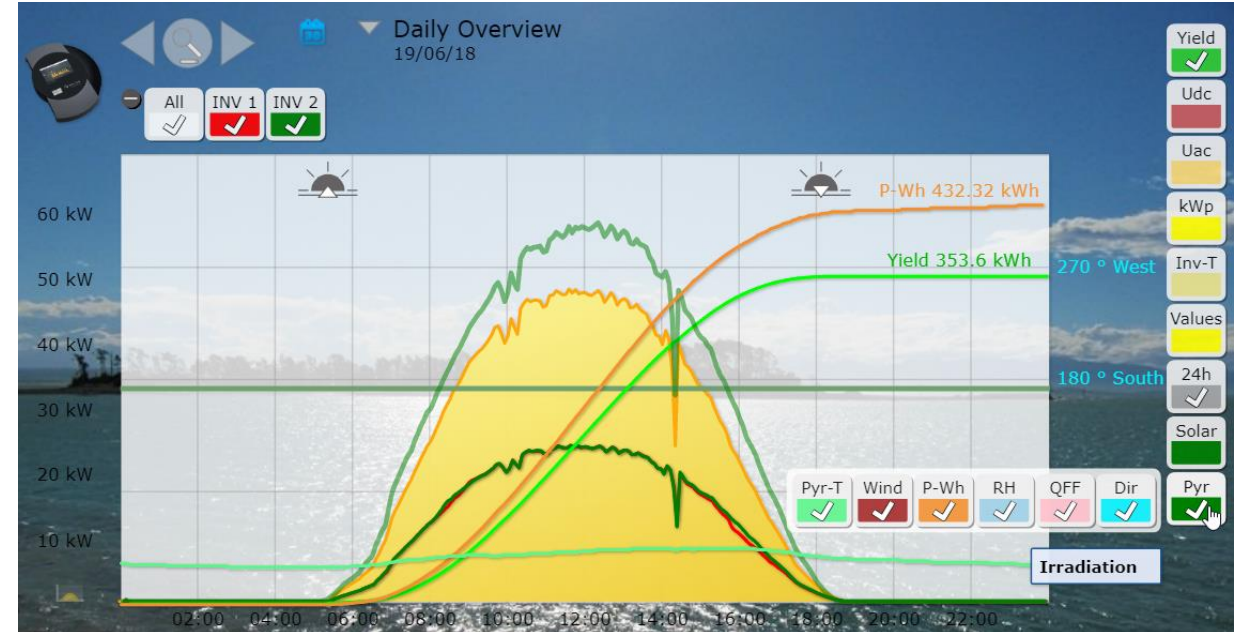 Daily Overview
19/06/18
All
INV 1
INV 2
Yield
Udc
Uac
kWp
Inv-T
Values
24h
Solar
Pyr
P-Wh 432.32 kWh
Yield 353.6 kWh
270 ° West
180 ° South
60 kW
50 kW
40 kW
30 kW
20 kW
10 kW
Pyr-T
Wind
P-Wh
RH
QFF
Dir
Irradiation
02:00 04:00 06:00 08:00 10:00 12:00 14:00 16:00 18:00 20:00 22:00